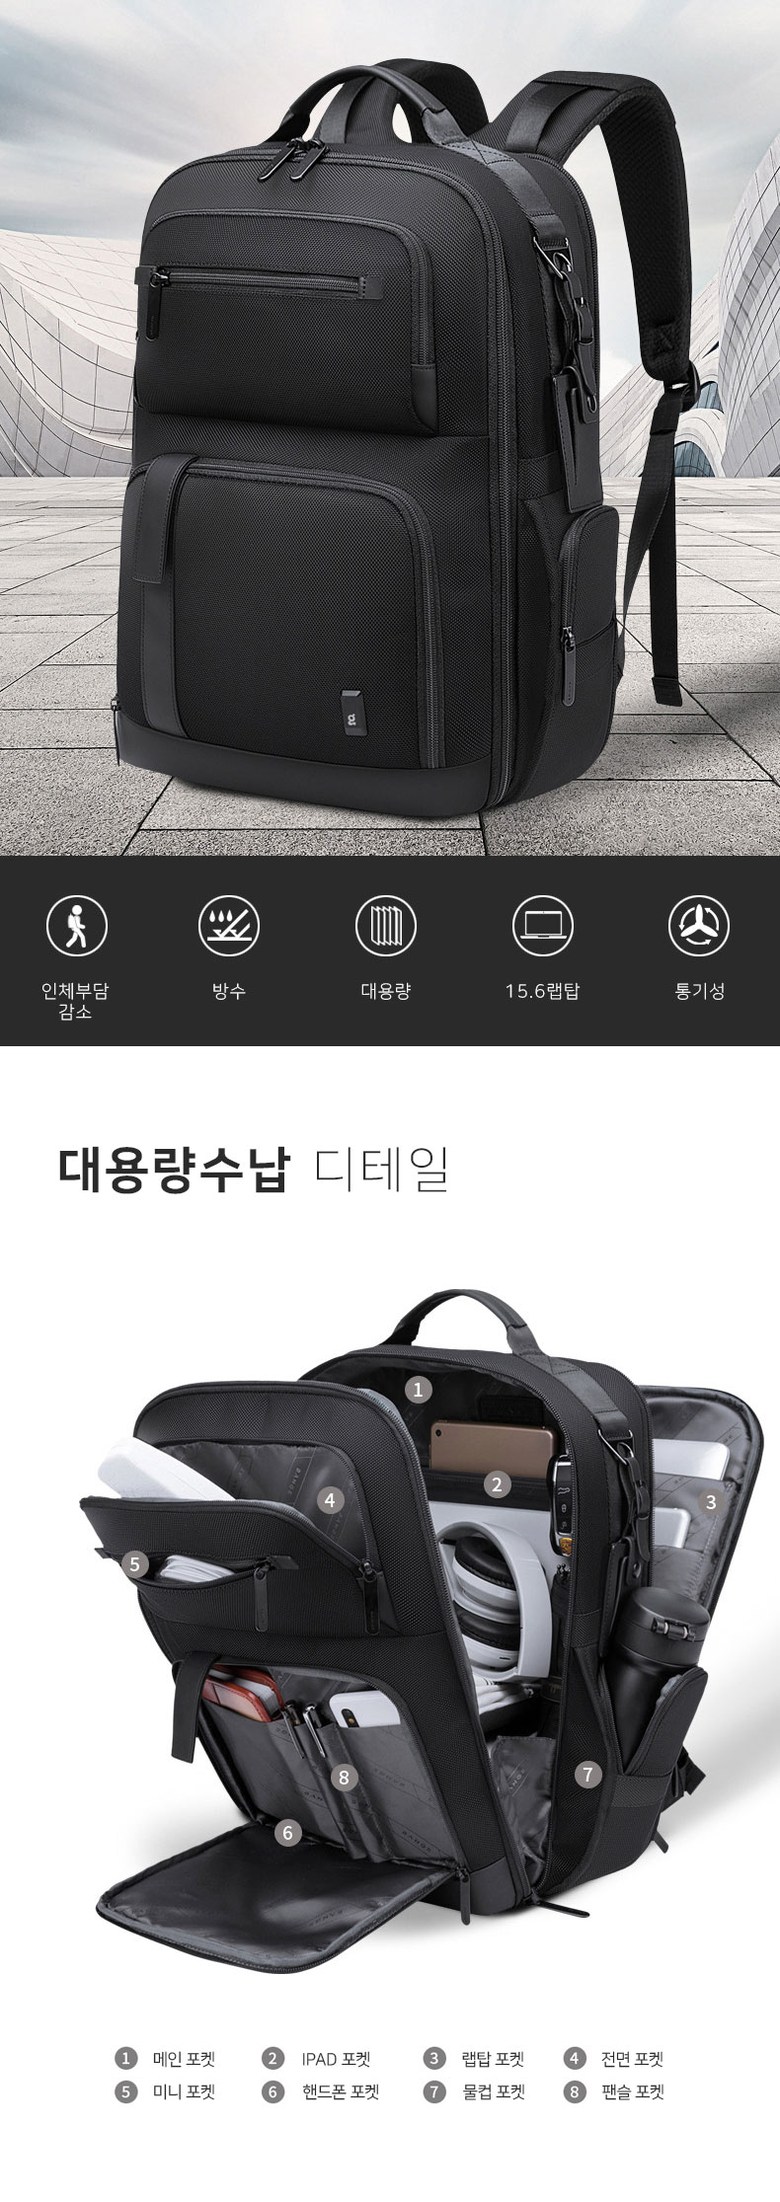 인체부담
감소
방수
대용량
15.6랩탑
통기성
대용량수납 디테일
1
2
3
4
5
6
7
8
1 메인 포켓 2 IPAD 포켓 3 랩탑 포켓 4 전면 포켓
5 미니 포켓 6 핸드폰 포켓 7 물컵 포켓 8 팬슬 포켓